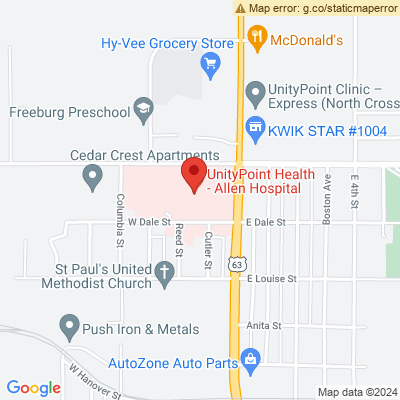 Map error: g.co/staticmaperror
Hy-Vee Grocery Store
McDonald's
UnityPoint Clinic –
Express (North Cross
Freeburg Preschool
KWIK STAR #1004
Cedar Crest Apartments
UnityPoint Health
- Allen Hospital
Columbia St
W Dale St
Reed St
Cutler St
E Dale St
Boston Ave
E 4th St
63
St Paul's United
Methodist Church
E Louise St
Push Iron & Metals
Anita St
AutoZone Auto Parts
W Hanover St
Google
Map data ©2024